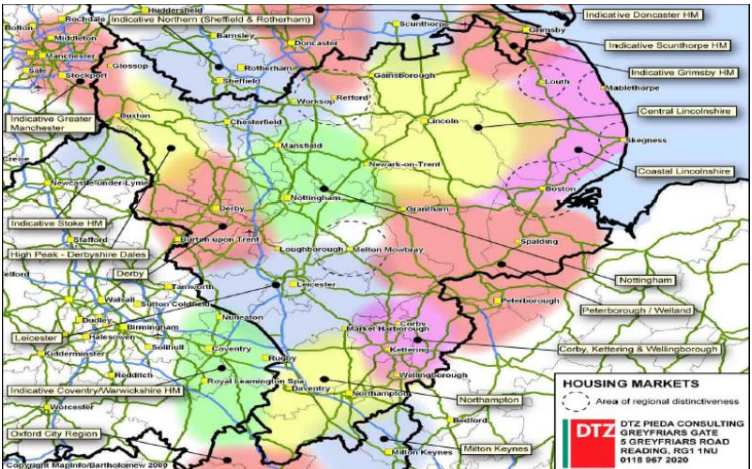 Huddersfield
Indicative Northern (Sheffield & Rotherham)
Indicative Doncaster HM
Rochdale
Bolton
Scunthorpe
Grimsby
Middleton
Barnsley
Doncaster
Indicative Scunthorpe HM
Manchester
Glossop
Rotherham
Sale
Stockport
Gainsborough
Indicative Grimsby HM
Sheffield
Louth
Mablethorpe
Worksop
Retford
Indicative Greater
Manchester
Buxton
Chesterfield
Lincoln
Central Lincolnshire
Mansfield
Skegness
Crewe
Newark-on-Trent
Coastal Lincolnshire
Newcastle-under-Lyme
Nottingham
Boston
Derby
Grantham
Indicative Stoke HM
Stafford
Burton upon Trent
Spalding
High Peak - Derbyshire Dales
Loughborough
Melton Mowbray
Derby
Nottingham
Telford
Tamworth
Leicester
Peterborough
Walsall
Sutton Coldfield
Peterborough / Welland
Dudley
Nuneaton
Birmingham
Market Harborough
Corby
Leicester
Halesowen
Solihull
Coventry
Kettering
Corby, Kettering & Wellingborough
Kidderminster
Rugby
Redditch
Royal Leamington Spa
Wellingborough
Indicative Coventry/Warwickshire HM
Daventry
Northampton
Northampton
Worcester
Bedford
Oxford City Region
Milton Keynes
Milton Keynes
Copyright MapInfo/Bartholomew 2009
HOUSING MARKETS
Area of regional distinctiveness
DTZ
DTZ PIEDA CONSULTING
GREYFRIARS GATE
5 GREYFRIARS ROAD
READING, RG1 1NU
0118 967 2020